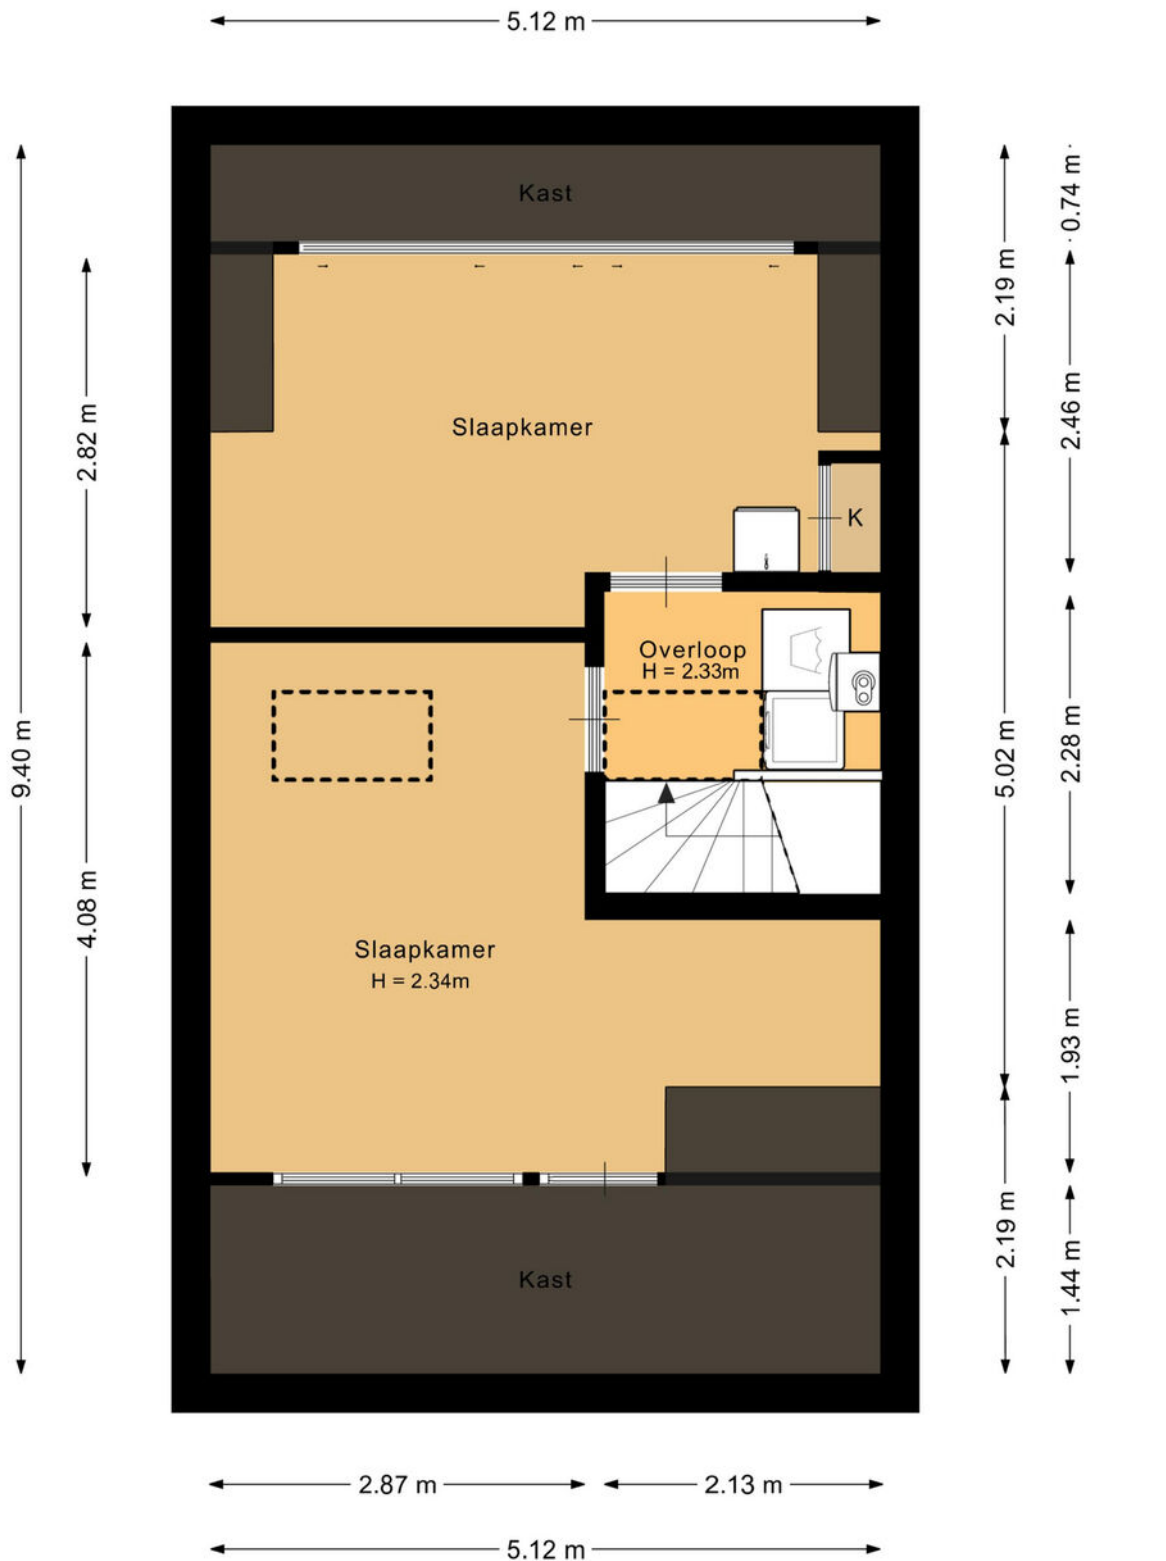 5.12 m
Kast
0.74 m
2.19 m
2.82 m
2.46 m
Slaapkamer
K
Overloop
H = 2.33m
9.40 m
5.02 m
2.28 m
4.08 m
Slaapkamer
H = 2.34m
1.93 m
2.19 m
1.44 m
Kast
2.87 m
2.13 m
5.12 m